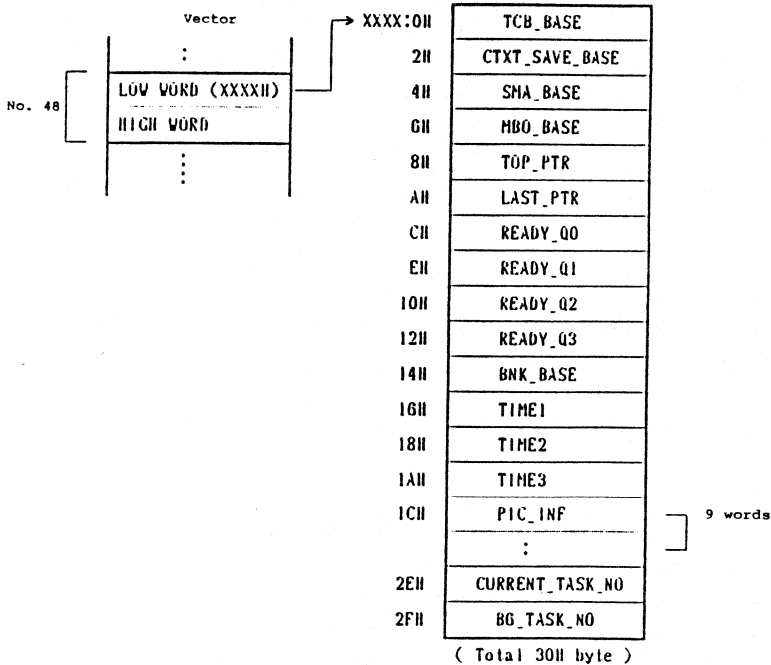 Vector
:
No. 48
LOW WORD (XXXXH)
HIGH WORD
:
XXXX:0H TCB_BASE
2H CTXT_SAVE_BASE
4H SMA_BASE
6H MBO_BASE
8H TOP_PTR
AH LAST_PTR
CH READY_Q0
EH READY_Q1
10H READY_Q2
12H READY_Q3
14H BNK_BASE
16H TIME1
18H TIME2
1AH TIME3
1CH PIC_INF
9 words
:
2EH CURRENT_TASK_NO
2FH BG_TASK_NO
( Total 30H byte )